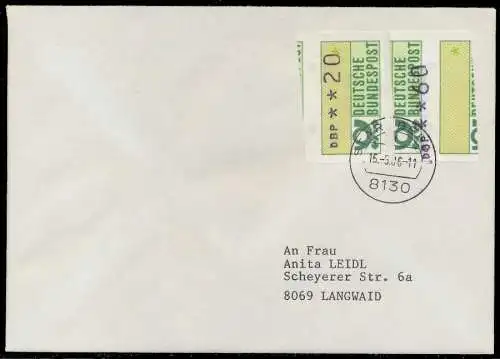 DBP **20
DEUTSCHE
BUNDESPOST
DEUTSCHE
BUNDESPOST
DBP **60
DEUTSCHE
15.-5.86-11
8130
An Frau
Anita LEIDL
Scheyerer Str. 6a
8069 LANGWAID